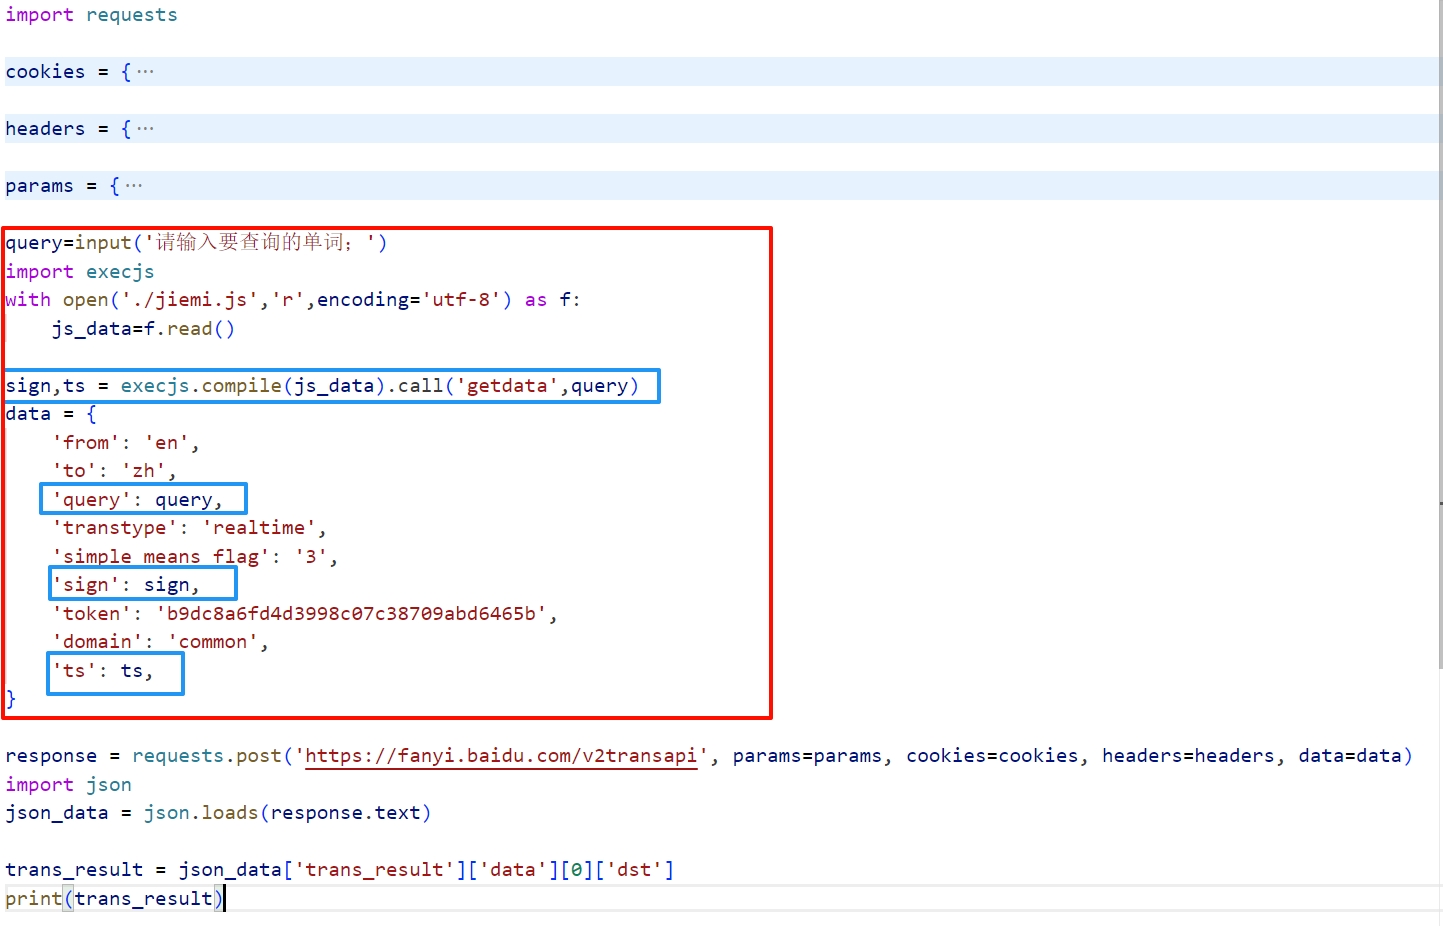 import requests
cookies = {···
headers = {···
params = {···
query=input('请输入要查询的单词；')
import execjs
with open('./jiemi.js','r',encoding='utf-8') as f:
    js_data=f.read()
sign,ts = execjs.compile(js_data).call('getdata',query)
data = {
    'from': 'en',
    'to': 'zh',
    'query': query,
    'transtype': 'realtime',
    'simple_means_flag': '3',
    'sign': sign,
    'token': 'b9dc8a6fd4d3998c07c38709abd6465b',
    'domain': 'common',
    'ts': ts,
}
response = requests.post('https://fanyi.baidu.com/v2transapi', params=params, cookies=cookies, headers=headers, data=data)
import json
json_data = json.loads(response.text)
trans_result = json_data['trans_result']['data'][0]['dst']
print(trans_result)